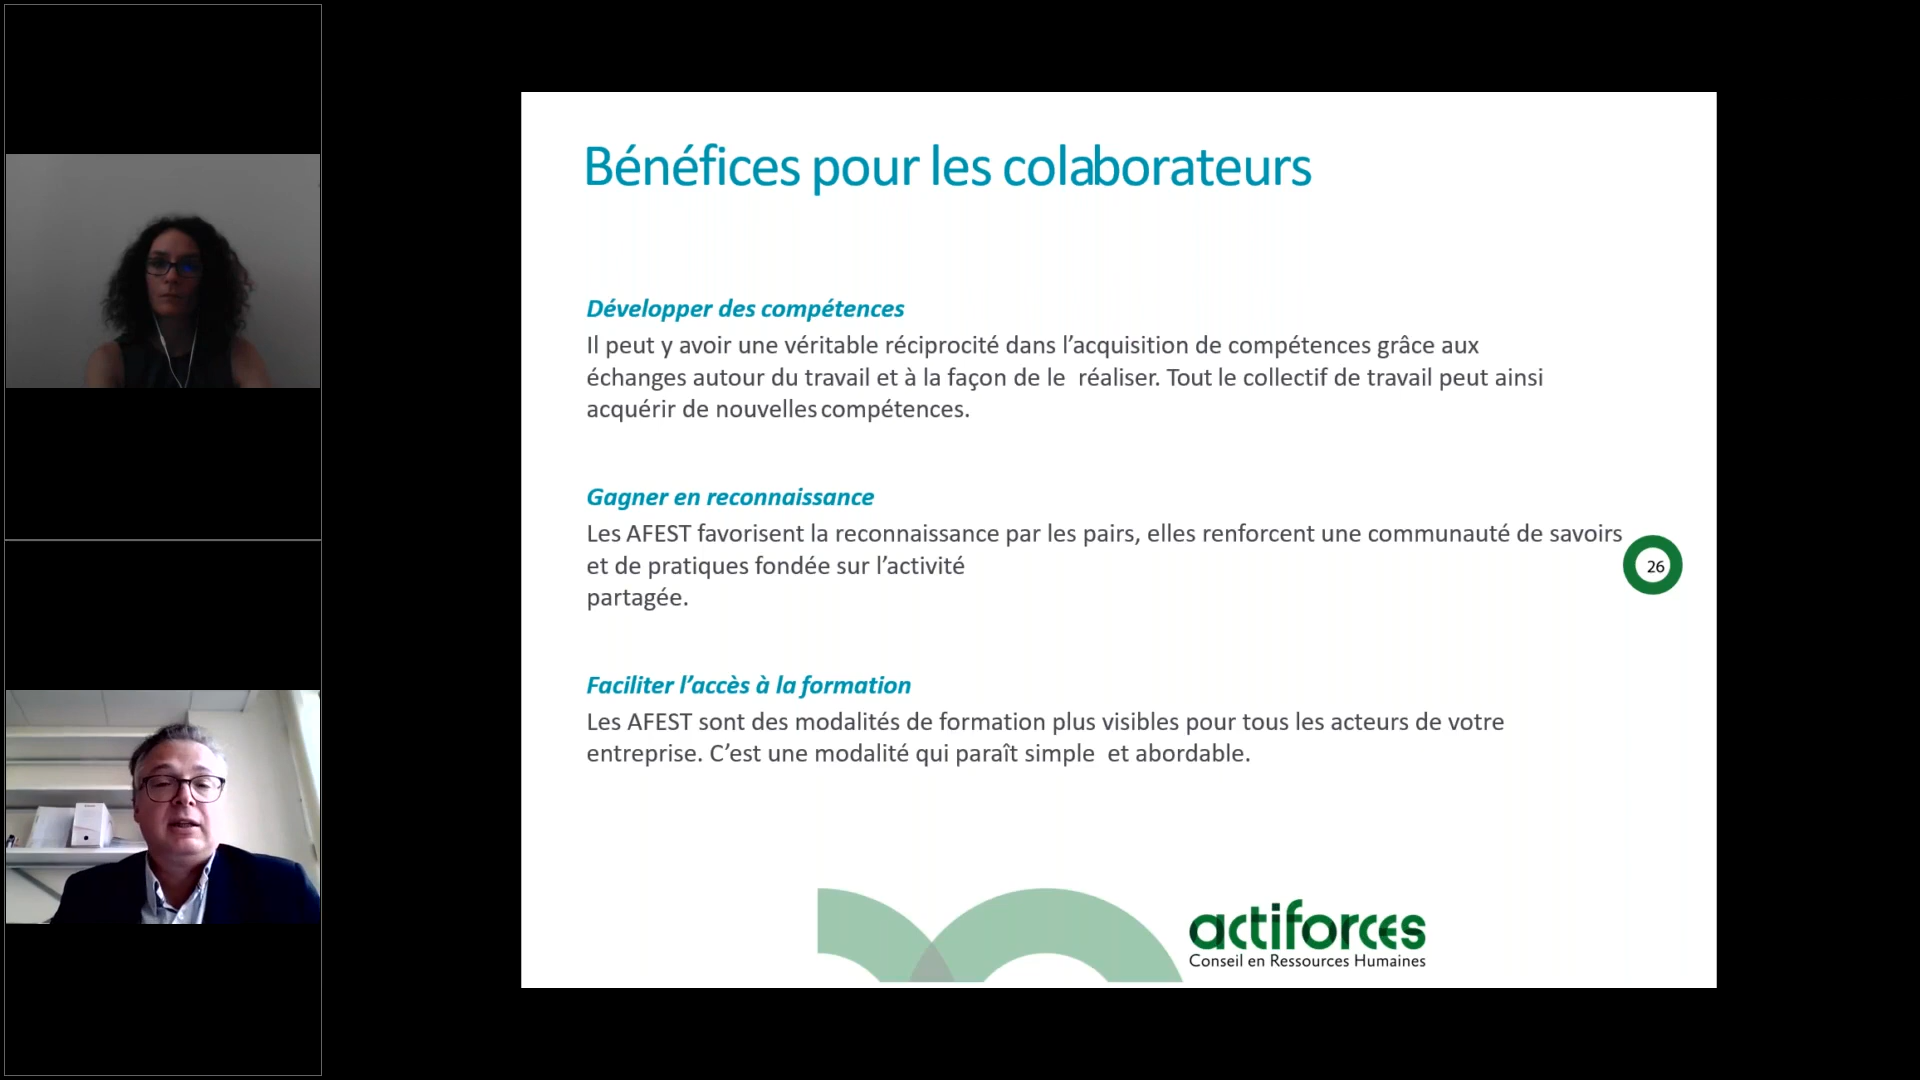 Bénéfices pour les colaborateurs
Développer des compétences
Il peut y avoir une véritable réciprocité dans l’acquisition de compétences grâce aux
échanges autour du travail et à la façon de le réaliser. Tout le collectif de travail peut ainsi
acquérir de nouvelles compétences.
Gagner en reconnaissance
Les AFEST favorisent la reconnaissance par les pairs, elles renforcent une communauté de savoirs
et de pratiques fondée sur l’activité
partagée.
26
Faciliter l’accès à la formation
Les AFEST sont des modalités de formation plus visibles pour tous les acteurs de votre
entreprise. C’est une modalité qui paraît simple et abordable.
actiforces
Conseil en Ressources Humaines